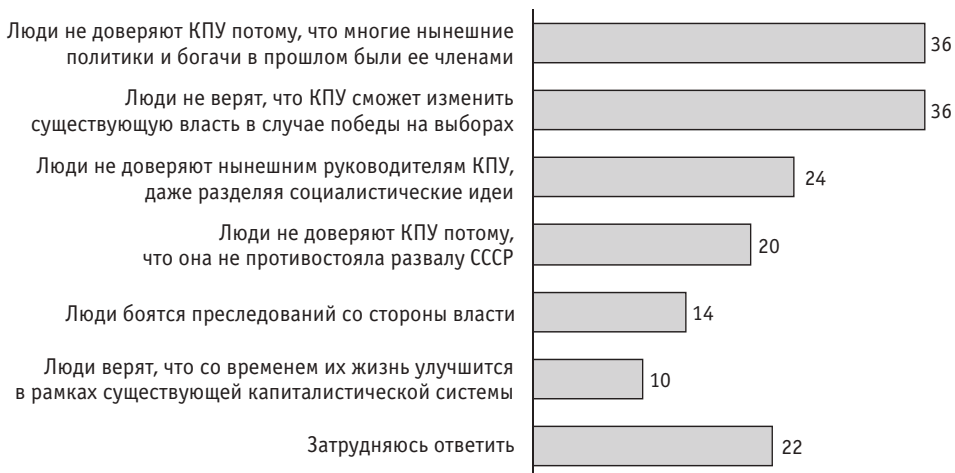 Люди не доверяют КПУ потому, что многие нынешние
политики и богачи в прошлом были ее членами
36
Люди не верят, что КПУ сможет изменить
существующую власть в случае победы на выборах
36
Люди не доверяют нынешним руководителям КПУ,
даже разделяя социалистические идеи
24
Люди не доверяют КПУ потому,
что она не противостояла развалу СССР
20
Люди боятся преследований со стороны власти
14
Люди верят, что со временем их жизнь улучшится
в рамках существующей капиталистической системы
10
Затрудняюсь ответить
22